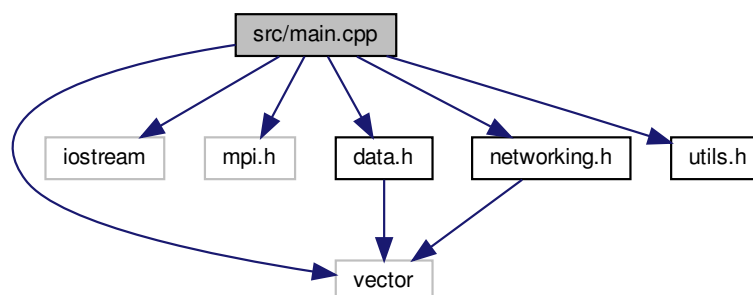 src/main.cpp
iostream
mpi.h
data.h
networking.h
utils.h
vector